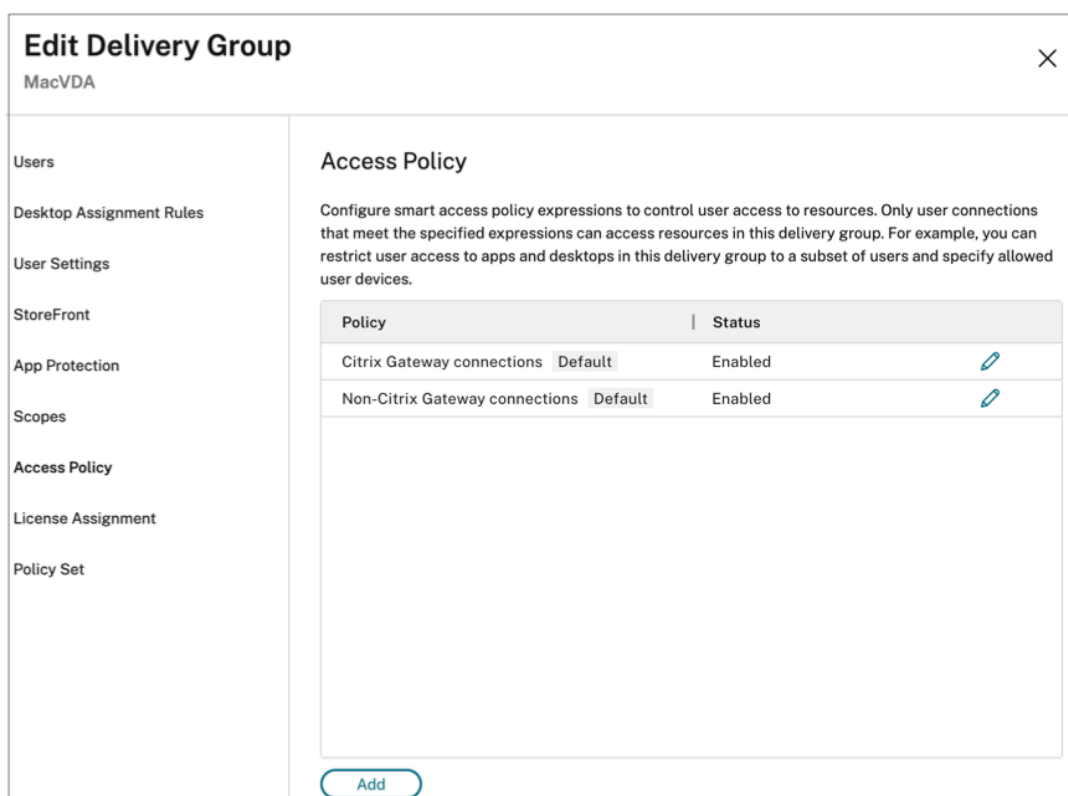 Edit Delivery Group
MacVDA
Users
Desktop Assignment Rules
User Settings
StoreFront
App Protection
Scopes
Access Policy
License Assignment
Policy Set
Access Policy
Configure smart access policy expressions to control user access to resources. Only user connections
that meet the specified expressions can access resources in this delivery group. For example, you can
restrict user access to apps and desktops in this delivery group to a subset of users and specify allowed
user devices.
Policy Status
Citrix Gateway connections Default Enabled
Non-Citrix Gateway connections Default Enabled
Add